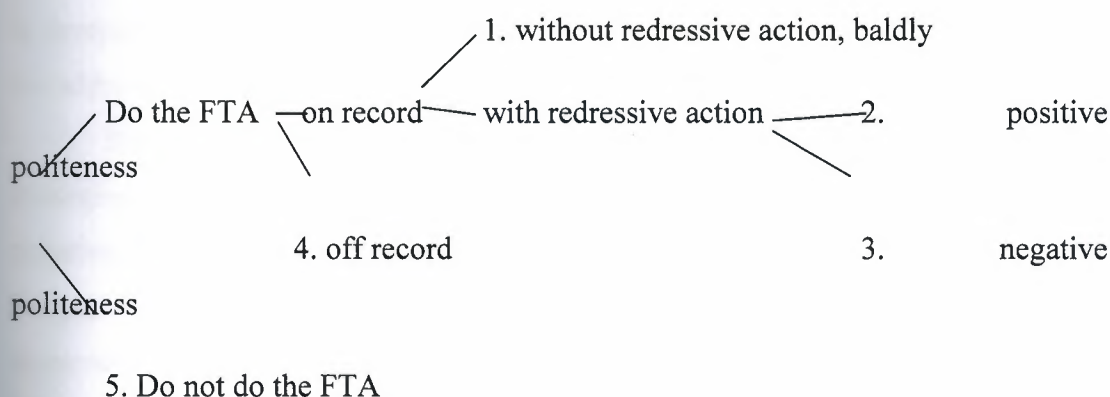 1. without redressive action, baldly
Do the FTA on record with redressive action 2. positive
politeness
4. off record 3. negative
politeness
5. Do not do the FTA